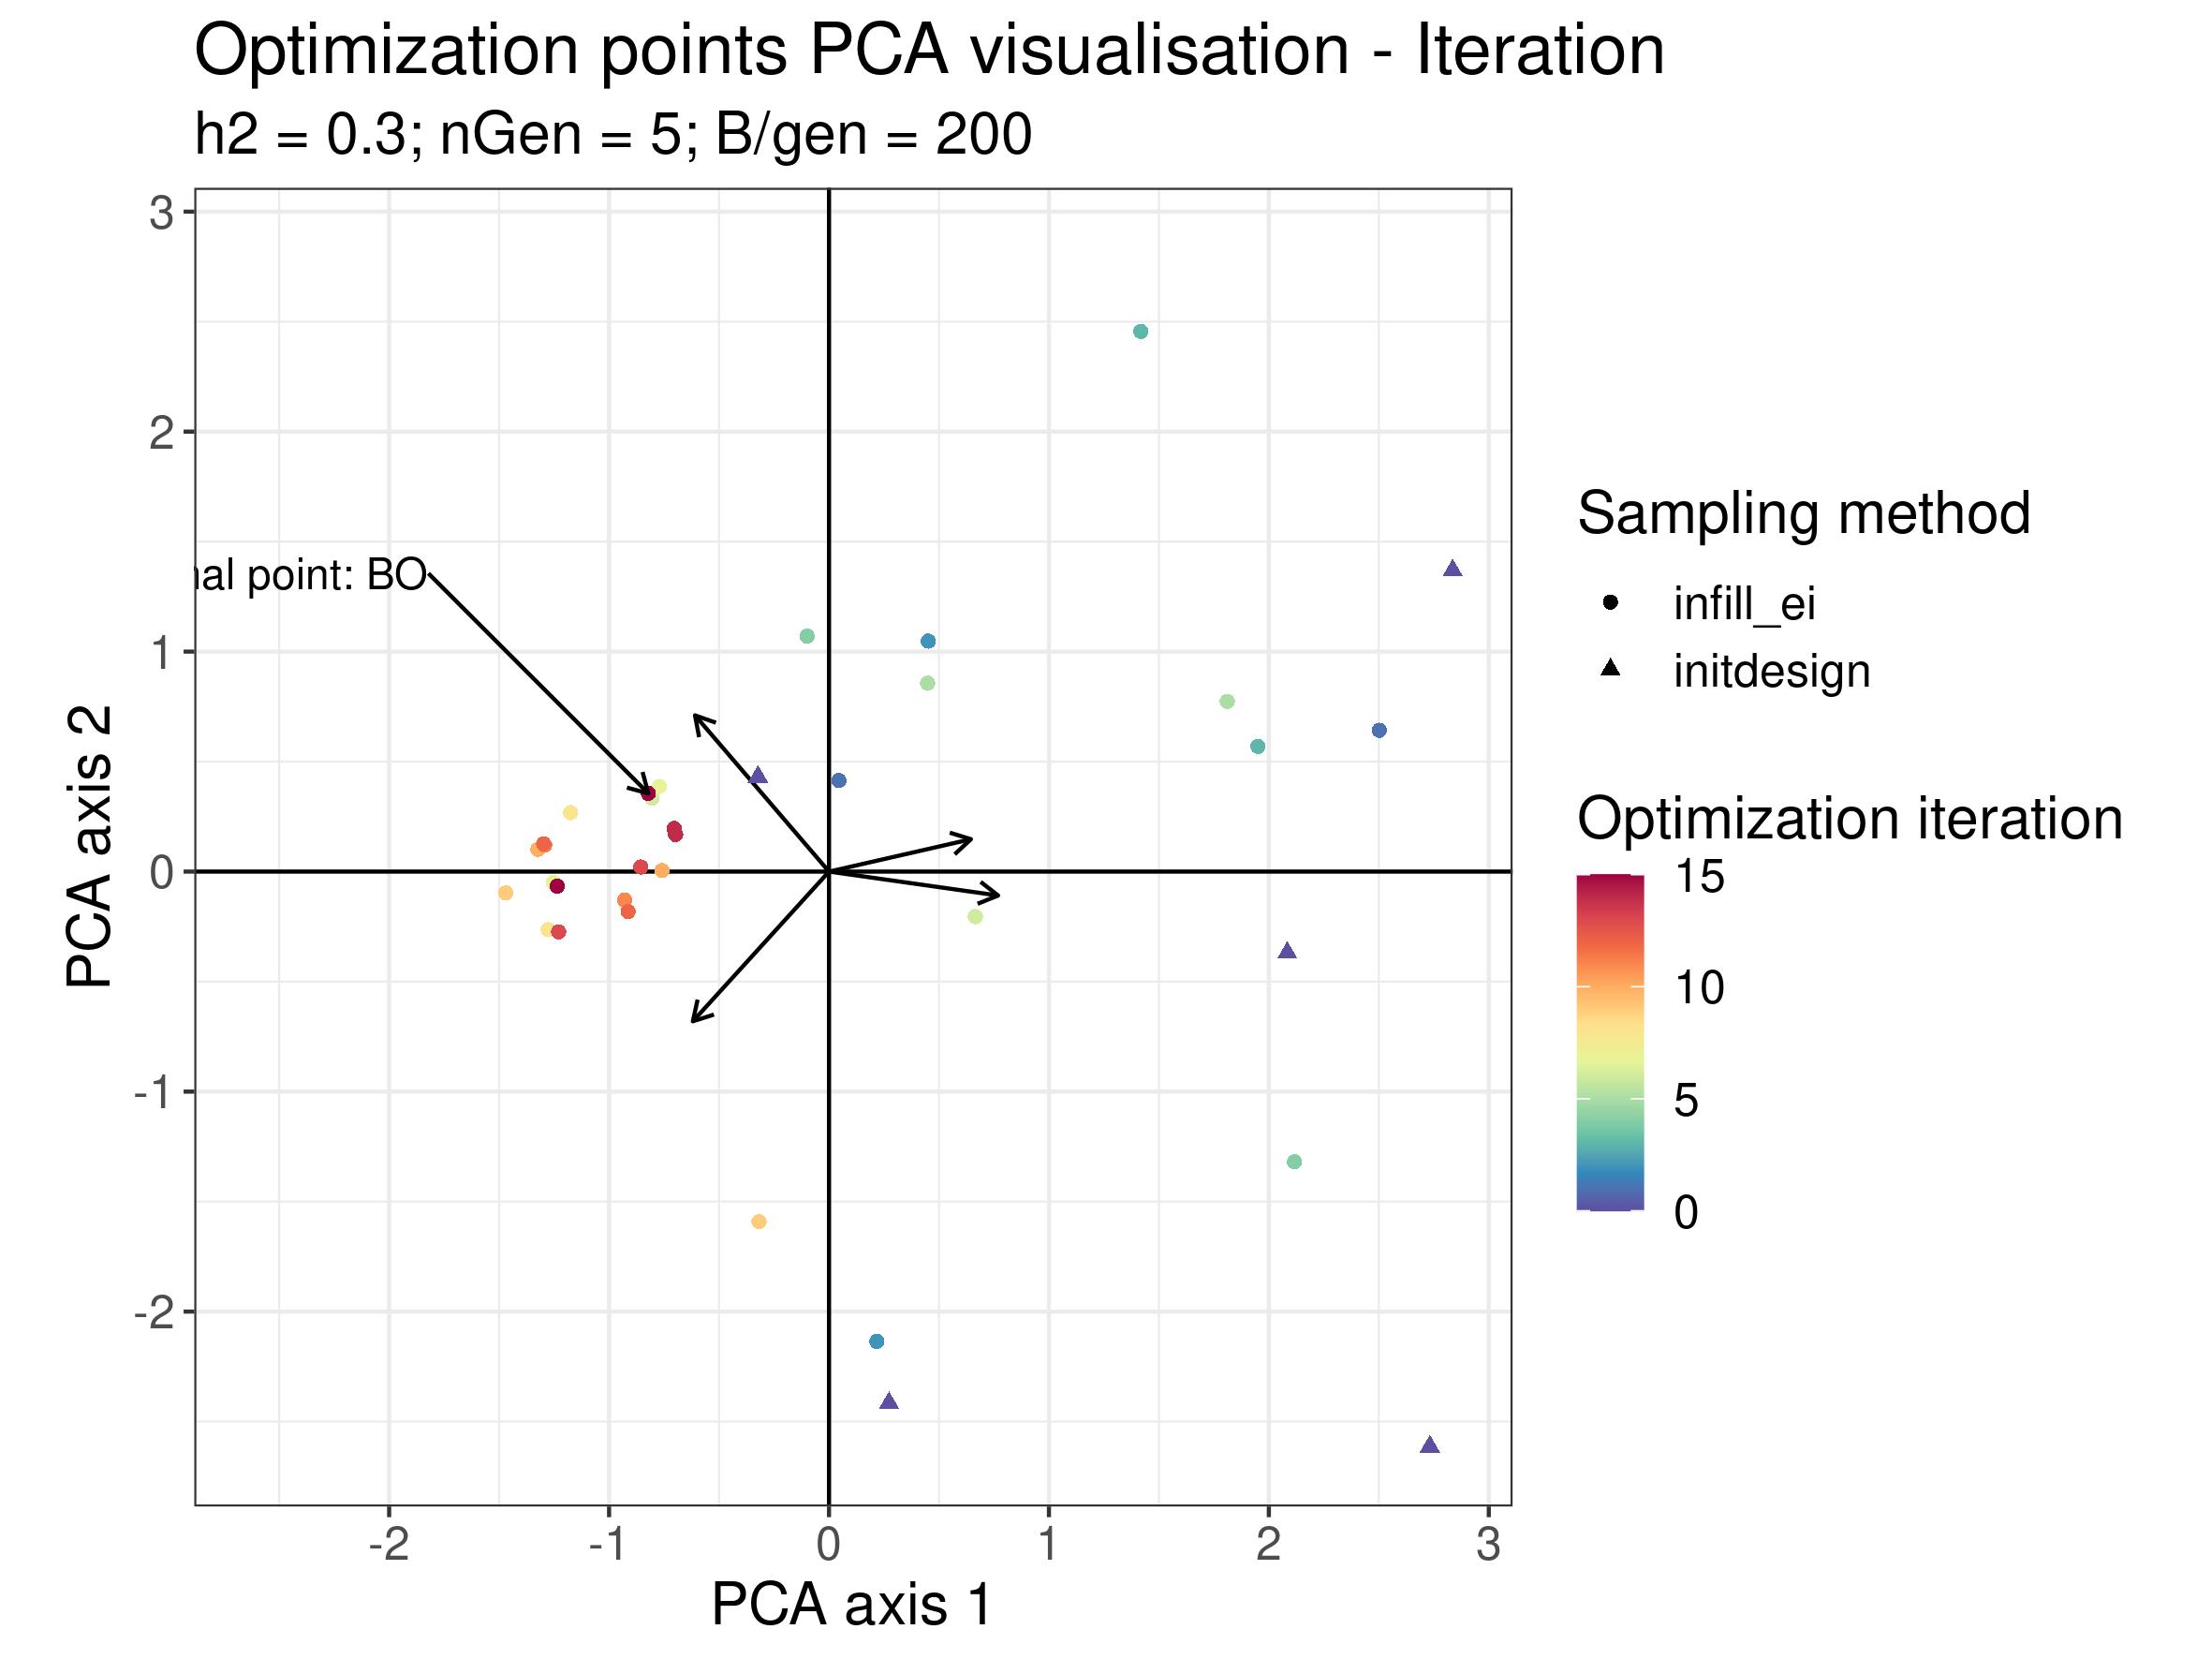 Optimization points PCA visualisation - Iteration
h2 = 0.3; nGen = 5; B/gen = 200
3
2
1
0
-1
-2
PCA axis 2
point: BO
-2
-1
0
1
2
3
PCA axis 1
Sampling method
infill_ei
initdesign
Optimization iteration
15
10
5
0